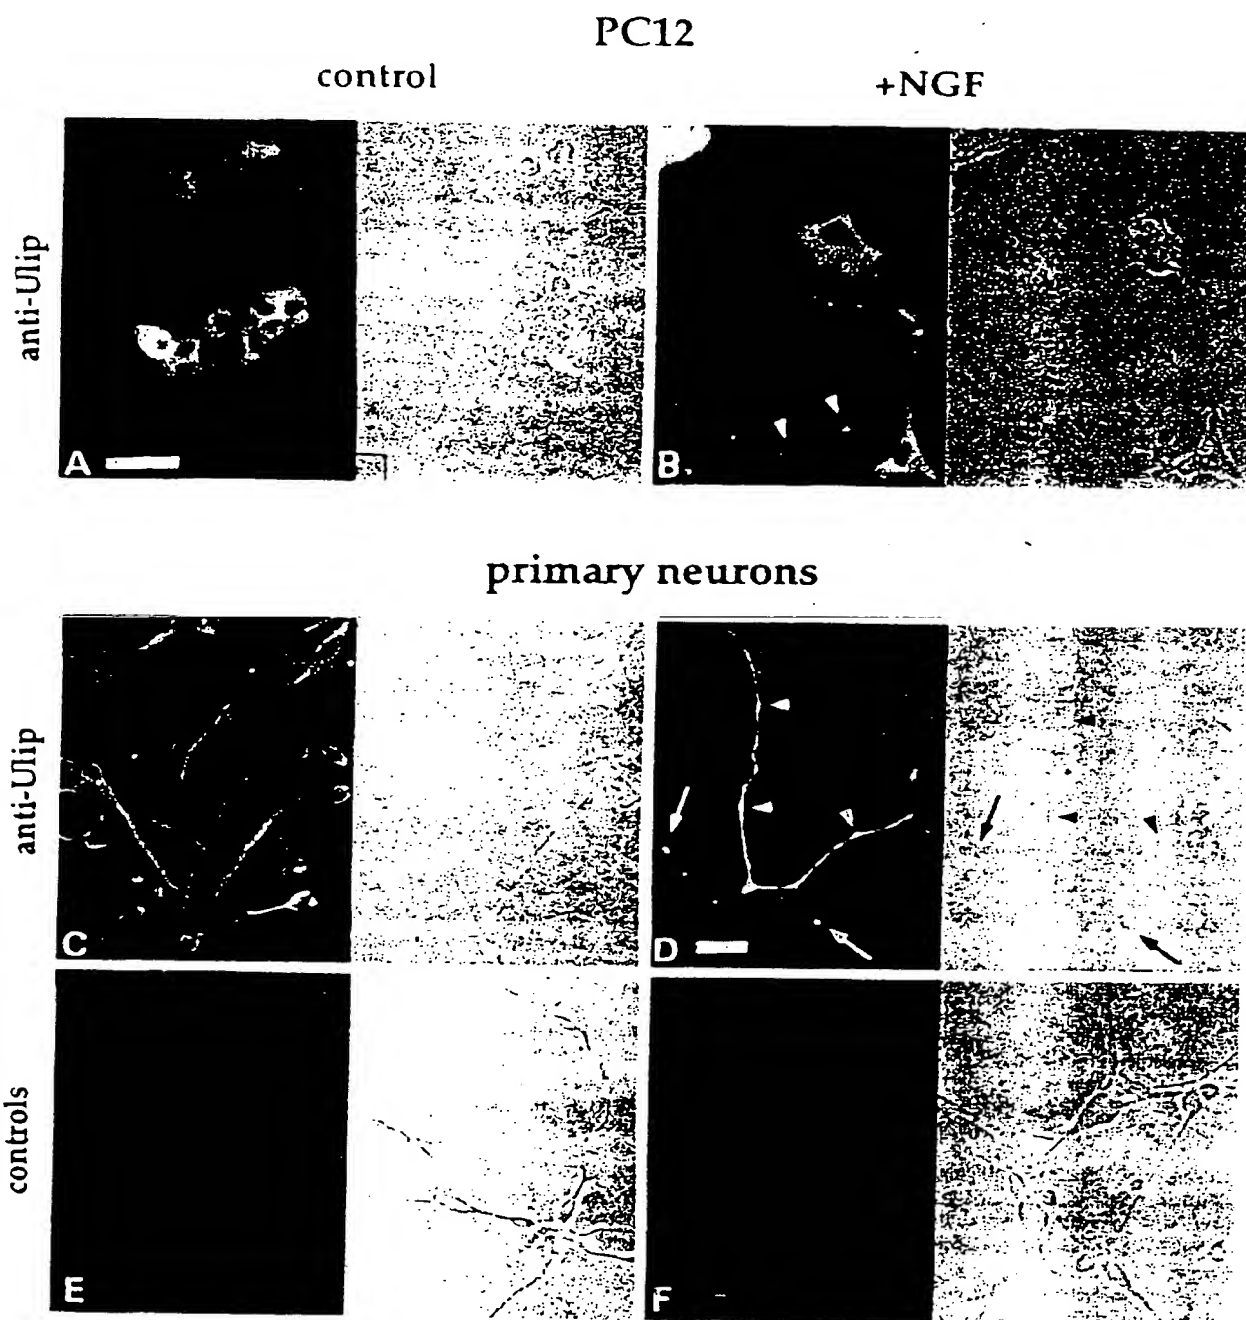 PC12
control
+NGF
anti-Ulip
A
B
primary neurons
anti-Ulip
C
D
controls
E
F